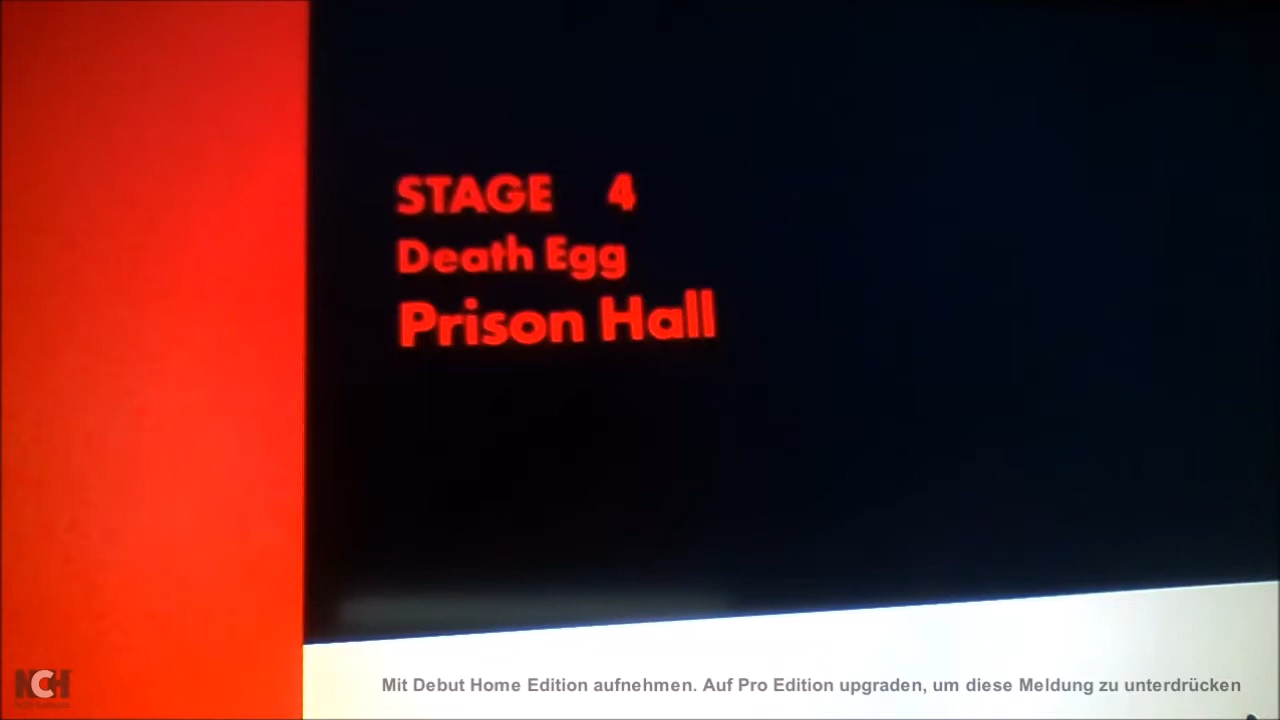 STAGE 4
Death Egg
Prison Hall
NCH
Mit Debut Home Edition aufnehmen. Auf Pro Edition upgraden, um diese Meldung zu unterdrücken